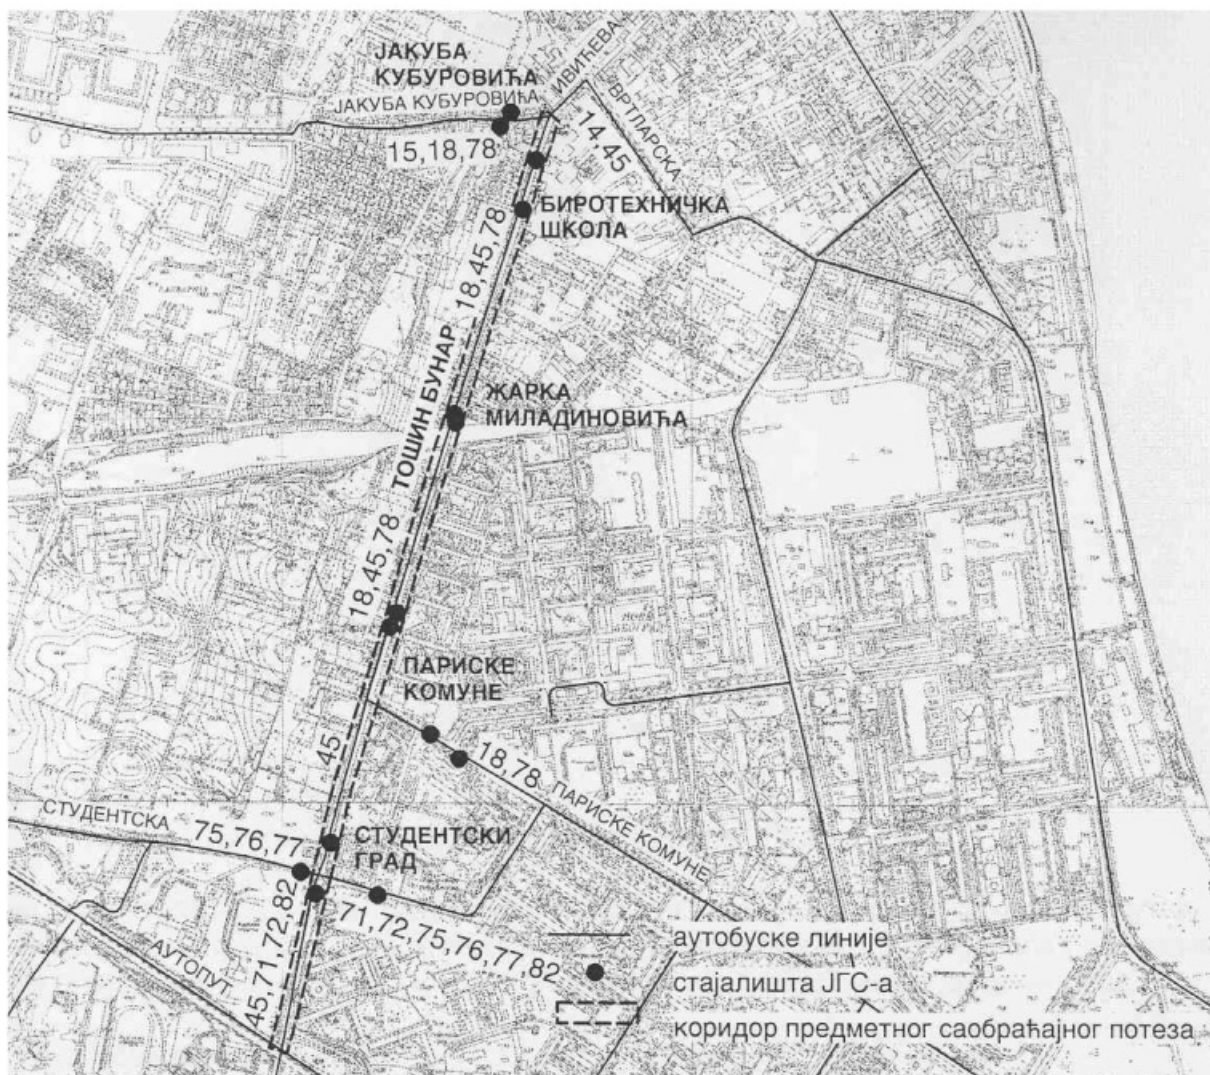 ЈАКУБА
КУБУРОВИЋА
ЈАКУБА КУБУРОВИЋА
ИВИЋЕВА
ВРТЛАРСКА
14,45
15,18,78
БИРОТЕХНИЧКА
ШКОЛА
18,45,78
ТОШИН БУНАР
ЖАРКА
МИЛАДИНОВИЋА
18,45,78
ПАРИСКЕ
КОМУНЕ
45
18,78
ПАРИСКЕ КОМУНЕ
СТУДЕНТСКА
75,76,77
СТУДЕНТСКИ
ГРАД
71,72,75,76,77,82
45,71,72,82
АУТОПУТ
аутобуске линије
стајалишта ЈГС-а
коридор предметног саобраћајног потеза